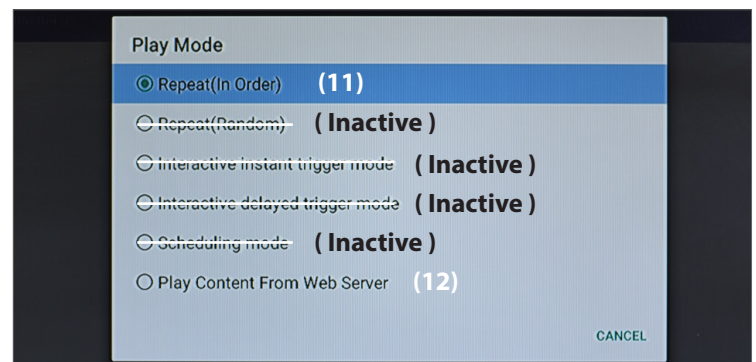 Play Mode
Repeat(In Order) (11)
Repeat(Random) ( Inactive )
Interactive instant trigger mode ( Inactive )
Interactive delayed trigger mode ( Inactive )
Scheduling mode ( Inactive )
Play Content From Web Server (12)
CANCEL